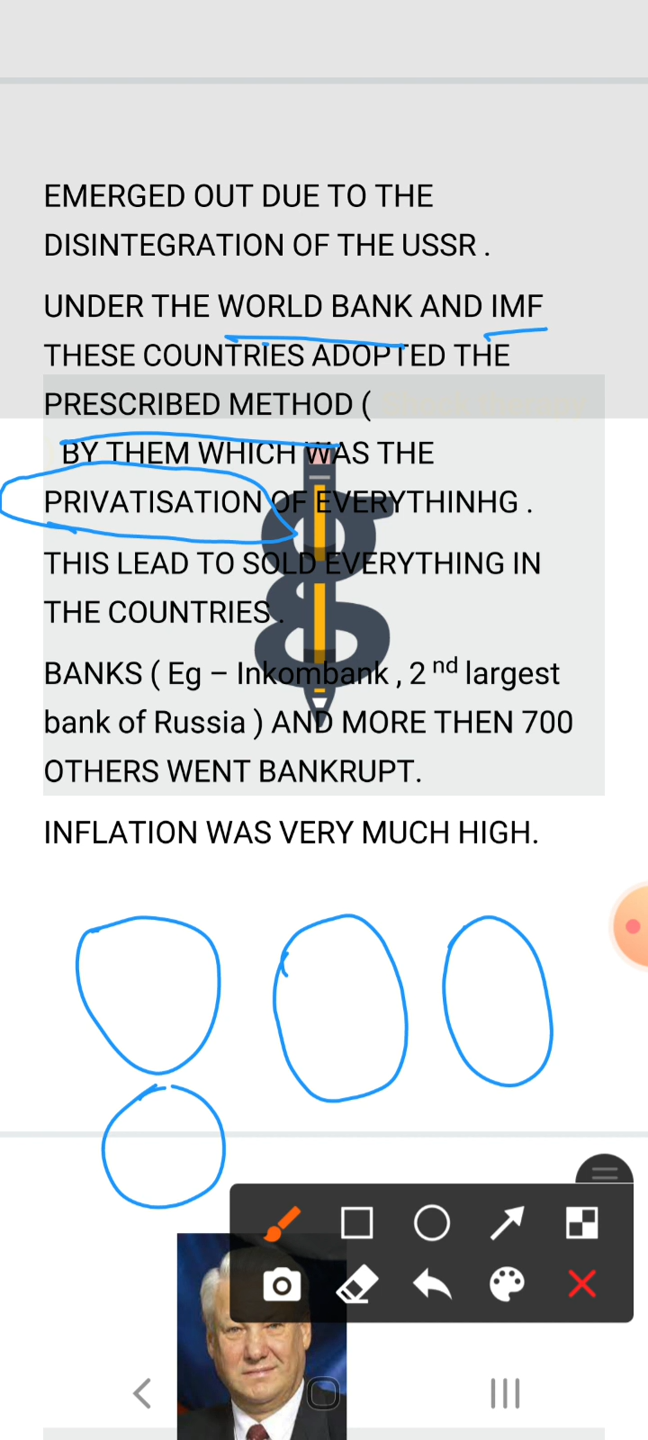 EMERGED OUT DUE TO THE
DISINTEGRATION OF THE USSR .
UNDER THE WORLD BANK AND IMF
THESE COUNTRIES ADOPTED THE
PRESCRIBED METHOD ( Shock therapy
) BY THEM WHICH WAS THE
PRIVATISATION OF EVERYTHINHG .
THIS LEAD TO SOLD EVERYTHING IN
THE COUNTRIES .
BANKS ( Eg – Inkombank , 2 nd largest
bank of Russia ) AND MORE THEN 700
OTHERS WENT BANKRUPT.
INFLATION WAS VERY MUCH HIGH.